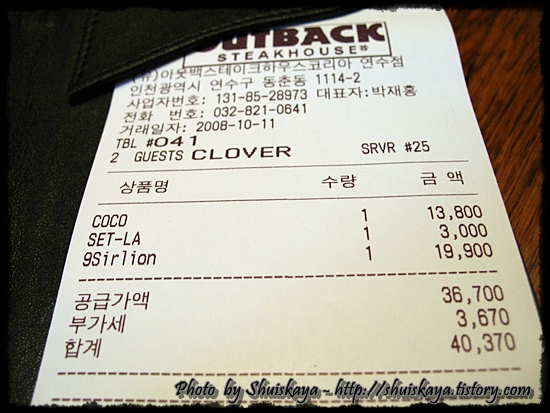 OUTBACK
STEAKHOUSE®
(유)아웃백스테이크하우스코리아 연수점
인천광역시 연수구 동춘동 1114-2
사업자번호: 131-85-28973 대표자:박재홍
전화 번호: 032-821-0641
거래일자: 2008-10-11
TBL #041
2 GUESTS CLOVER SRVR #25
상품명 수량 금 액
COCO 1 13,800
SET-LA 1 3,000
9Sirlion 1 19,900
공급가액 36,700
부가세 3,670
합계 40,370
Photo by Shuiskaya - http://shuiskaya.tistory.com